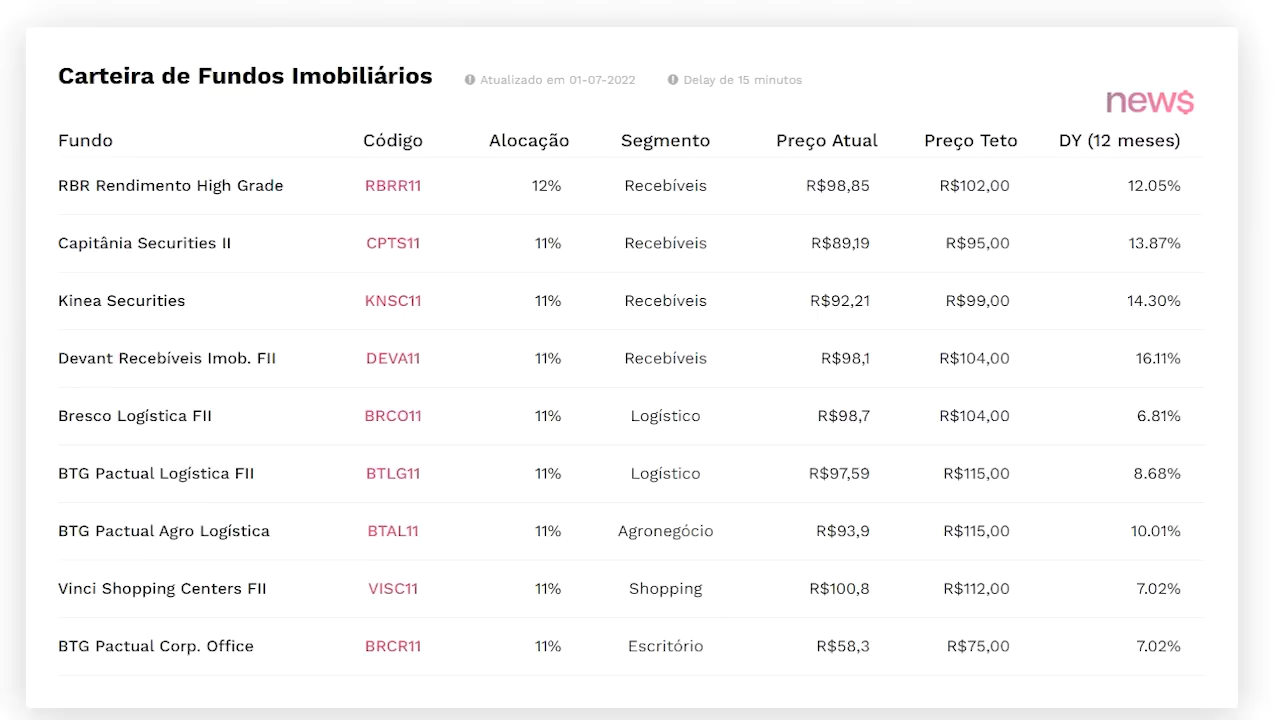 Carteira de Fundos Imobiliários Atualizado em 01-07-2022 Delay de 15 minutos
new$
Fundo Código Alocação Segmento Preço Atual Preço Teto DY (12 meses)
RBR Rendimento High Grade RBRR11 12% Recebíveis R$98,85 R$102,00 12.05%
Capitânia Securities II CPTS11 11% Recebíveis R$89,19 R$95,00 13.87%
Kinea Securities KNSC11 11% Recebíveis R$92,21 R$99,00 14.30%
Devant Recebíveis Imob. FII DEVA11 11% Recebíveis R$98,1 R$104,00 16.11%
Bresco Logística FII BRCO11 11% Logístico R$98,7 R$104,00 6.81%
BTG Pactual Logística FII BTLG11 11% Logístico R$97,59 R$115,00 8.68%
BTG Pactual Agro Logística BTAL11 11% Agronegócio R$93,9 R$115,00 10.01%
Vinci Shopping Centers FII VISC11 11% Shopping R$100,8 R$112,00 7.02%
BTG Pactual Corp. Office BRCR11 11% Escritório R$58,3 R$75,00 7.02%